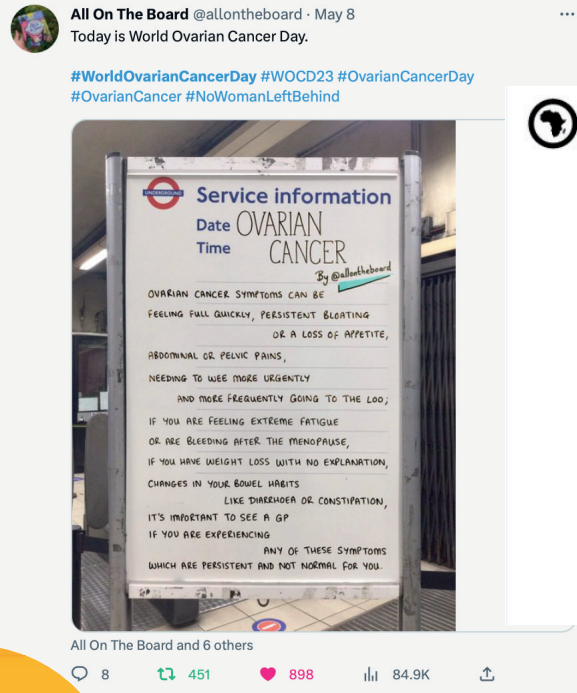 All On The Board @allontheboard · May 8
Today is World Ovarian Cancer Day.
#WorldOvarianCancerDay #WOCD23 #OvarianCancerDay
#OvarianCancer #NoWomanLeftBehind
UNDERGROUND
Service information
Date OVARIAN
Time CANCER
By @allontheboard
OVARIAN CANCER SYMPTOMS CAN BE
FEELING FULL QUICKLY, PERSISTENT BLOATING
OR A LOSS OF APPETITE,
ABDOMINAL OR PELVIC PAINS,
NEEDING TO WEE MORE URGENTLY
AND MORE FREQUENTLY GOING TO THE LOO;
IF YOU ARE FEELING EXTREME FATIGUE
OR ARE BLEEDING AFTER THE MENOPAUSE,
IF YOU HAVE WEIGHT LOSS WITH NO EXPLANATION,
CHANGES IN YOUR BOWEL HABITS
LIKE DIARRHOEA OR CONSTIPATION,
IT'S IMPORTANT TO SEE A GP
IF YOU ARE EXPERIENCING
ANY OF THESE SYMPTOMS
WHICH ARE PERSISTENT AND NOT NORMAL FOR YOU.
All On The Board and 6 others
8 451 898 84.9K